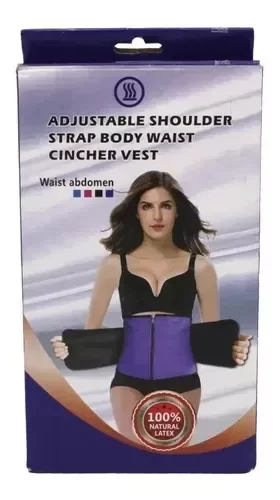 ADJUSTABLE SHOULDER
STRAP BODY WAIST
CINCHER VEST
Waist abdomen
100%
NATURAL
LATEX